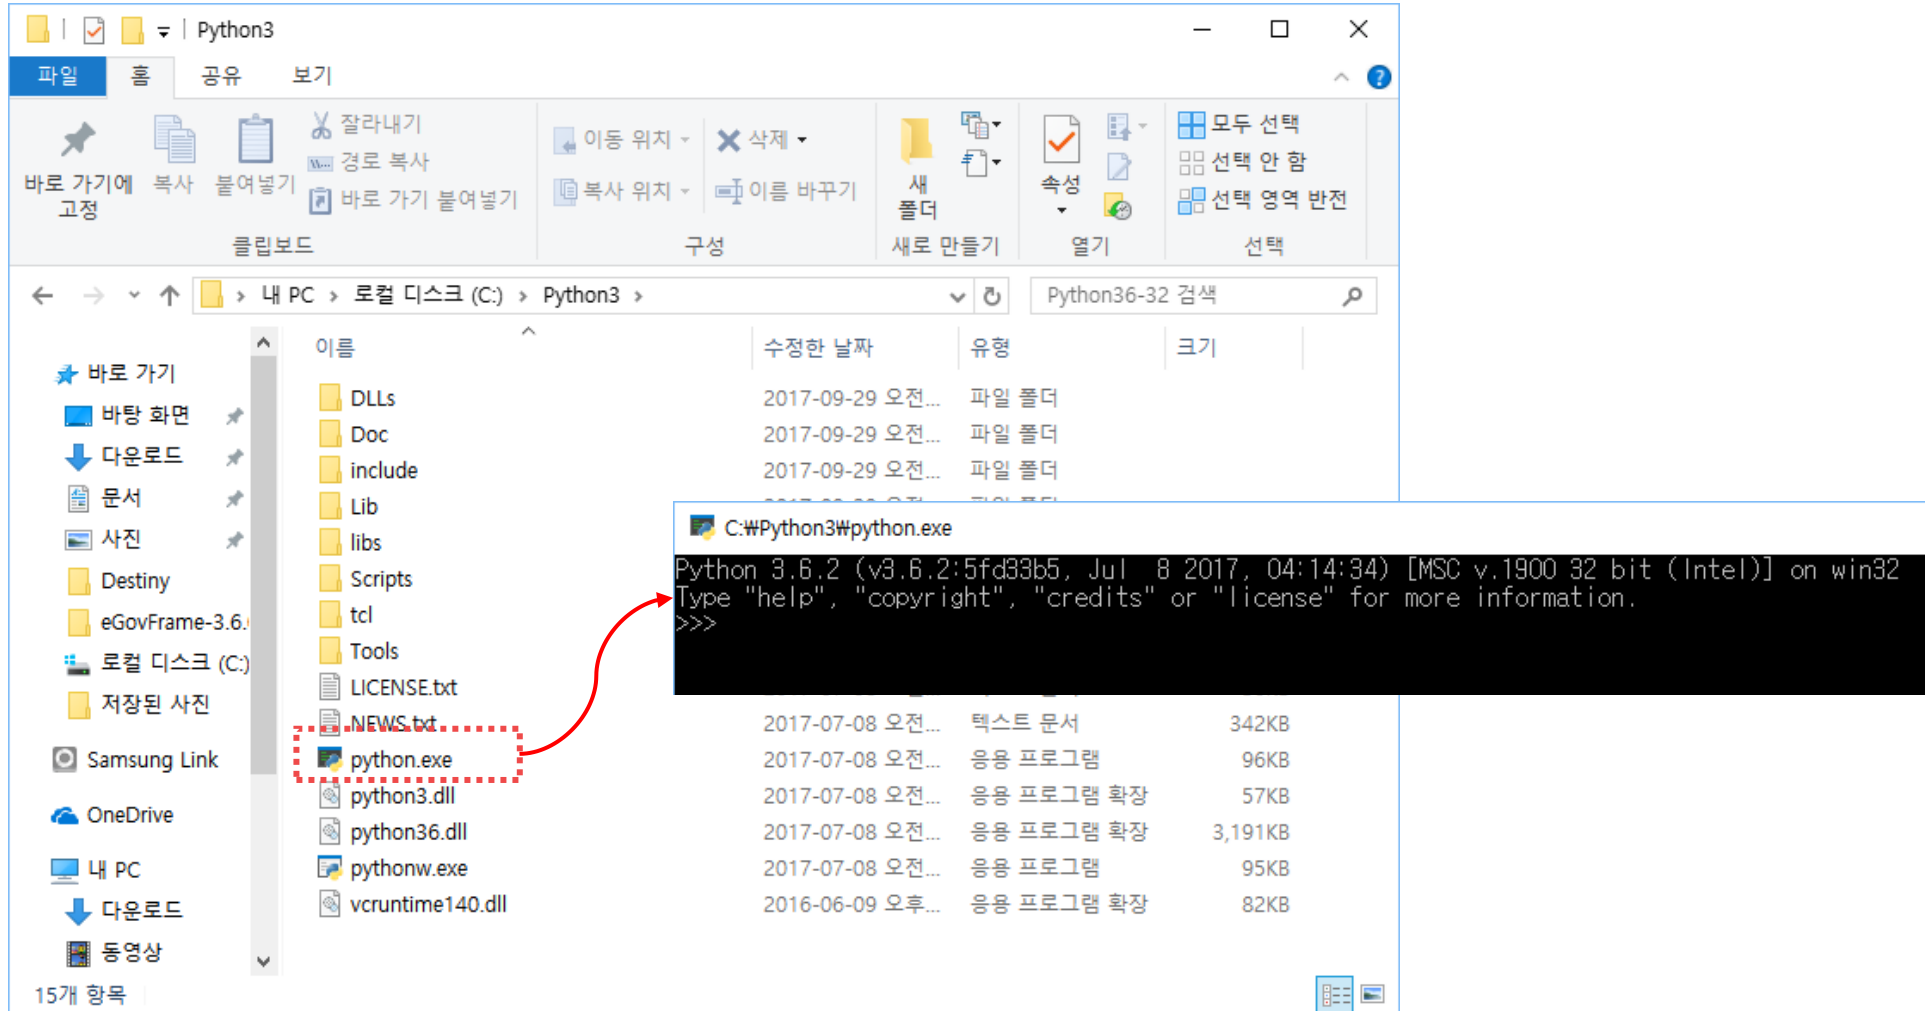 Python3
파일 홈 공유 보기
바로 가기에 고정
복사
붙여넣기
잘라내기
경로 복사
바로 가기 붙여넣기
클립보드
이동 위치
복사 위치
삭제
이름 바꾸기
구성
새 폴더
새로 만들기
속성
열기
모두 선택
선택 안 함
선택 영역 반전
선택
내 PC > 로컬 디스크 (C:) > Python3 >
Python36-32 검색
바로 가기
바탕 화면
다운로드
문서
사진
Destiny
eGovFrame-3.6.
로컬 디스크 (C:)
저장된 사진
Samsung Link
OneDrive
내 PC
다운로드
동영상
이름 수정한 날짜 유형 크기
DLLs 2017-09-29 오전... 파일 폴더
Doc 2017-09-29 오전... 파일 폴더
include 2017-09-29 오전... 파일 폴더
Lib
libs
Scripts
tcl
Tools
LICENSE.txt
NEWS.txt 2017-07-08 오전... 텍스트 문서 342KB
python.exe 2017-07-08 오전... 응용 프로그램 96KB
python3.dll 2017-07-08 오전... 응용 프로그램 확장 57KB
python36.dll 2017-07-08 오전... 응용 프로그램 확장 3,191KB
pythonw.exe 2017-07-08 오전... 응용 프로그램 95KB
vcruntime140.dll 2016-06-09 오후... 응용 프로그램 확장 82KB
15개 항목
C:₩Python3₩python.exe
Python 3.6.2 (v3.6.2:5fd33b5, Jul  8 2017, 04:14:34) [MSC v.1900 32 bit (Intel)] on win32
Type "help", "copyright", "credits" or "license" for more information.
>>>